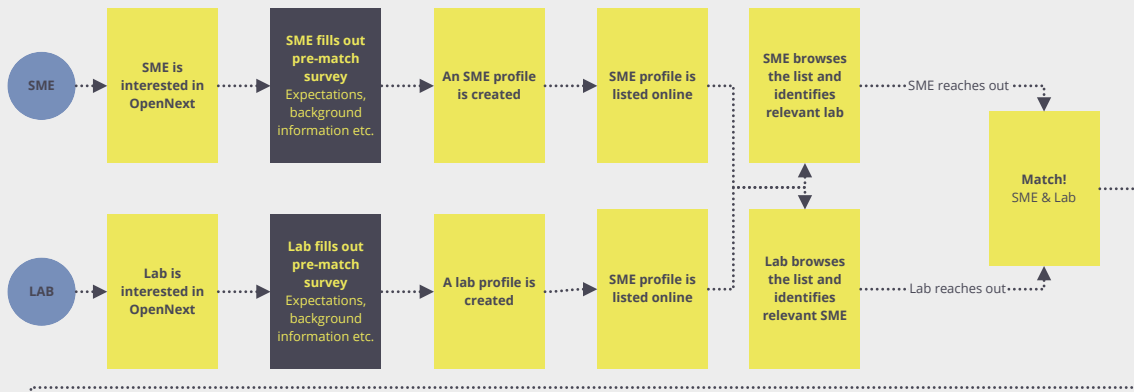 SME
SME is
interested in
OpenNext
SME fills out
pre-match
survey
Expectations,
background
information etc.
An SME profile
is created
SME profile is
listed online
SME browses
the list and
identifies
relevant lab
SME reaches out
Match!
SME & Lab
LAB
Lab is
interested in
OpenNext
Lab fills out
pre-match
survey
Expectations,
background
information etc.
A lab profile is
created
SME profile is
listed online
Lab browses
the list and
identifies
relevant SME
Lab reaches out